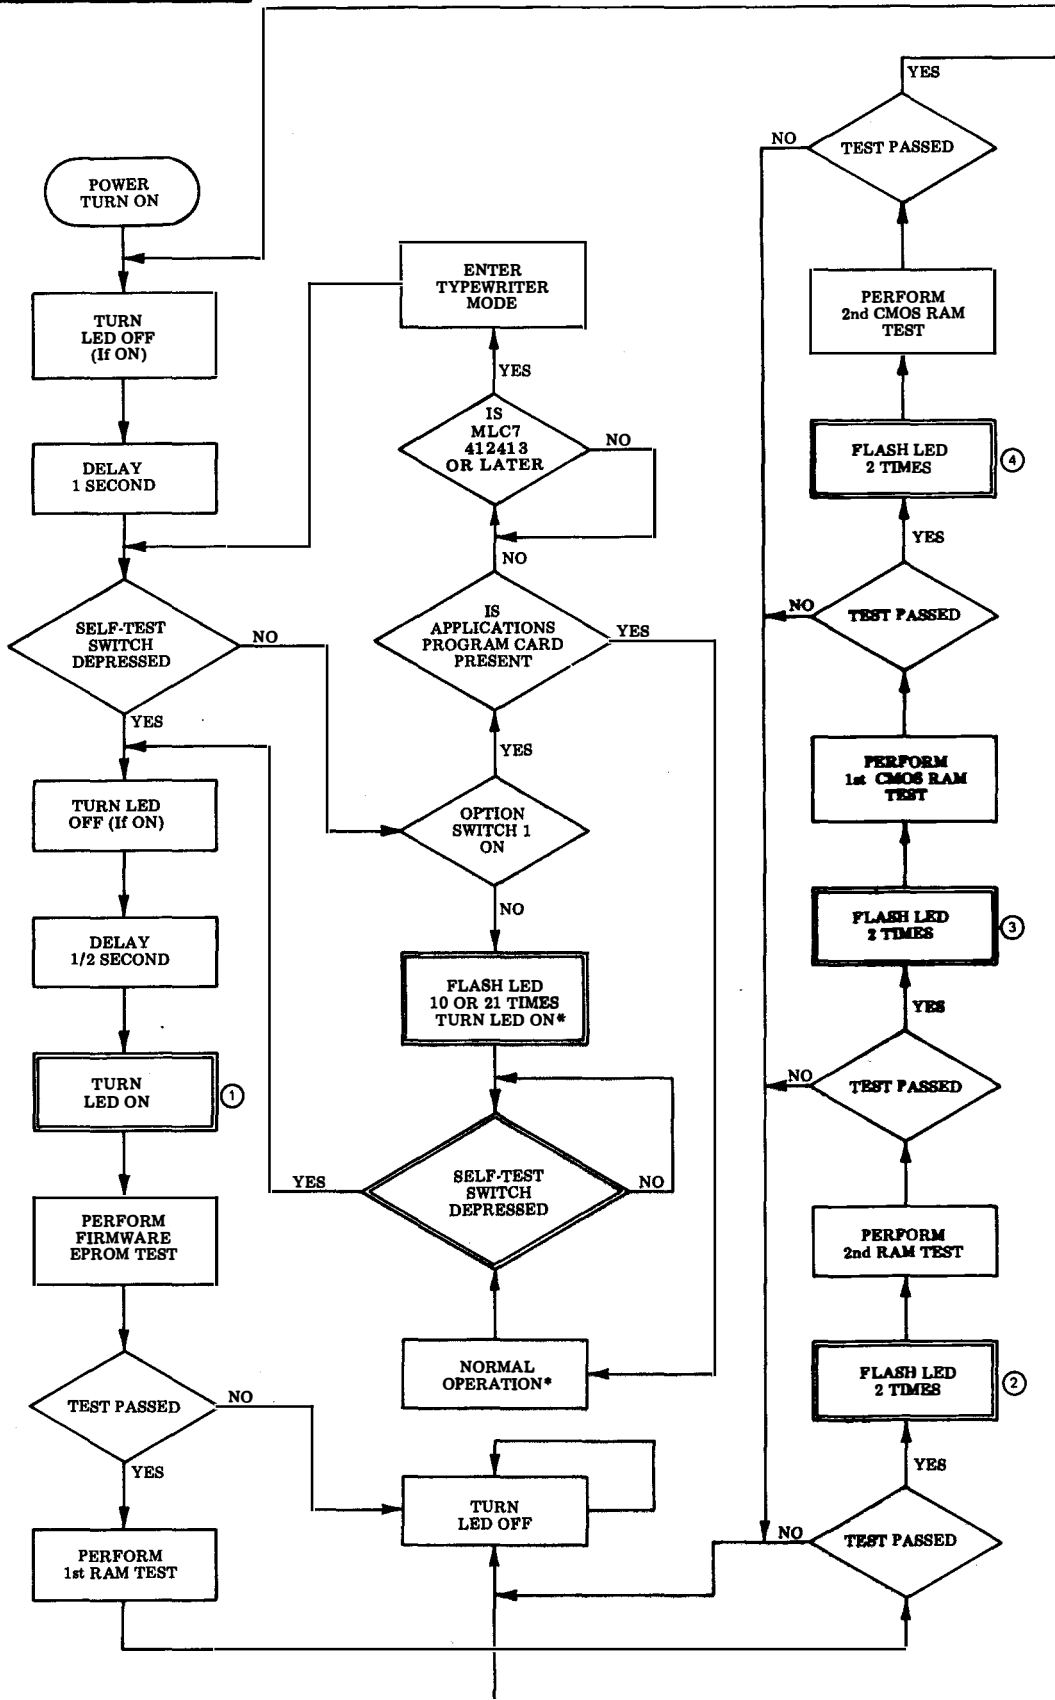 POWER
TURN ON
TURN
LED OFF
(If ON)
DELAY
1 SECOND
SELF-TEST
SWITCH
DEPRESSED
NO
YES
TURN LED
OFF (If ON)
DELAY
1/2 SECOND
TURN
LED ON
1
PERFORM
FIRMWARE
EPROM TEST
TEST PASSED
NO
YES
PERFORM
1st RAM TEST
ENTER
TYPEWRITER
MODE
YES
IS
MLC7
412413
OR LATER
NO
NO
IS
APPLICATIONS
PROGRAM CARD
PRESENT
YES
YES
OPTION
SWITCH 1
ON
NO
FLASH LED
10 OR 21 TIMES
TURN LED ON*
SELF-TEST
SWITCH
DEPRESSED
YES
NO
NORMAL
OPERATION*
TURN
LED OFF
YES
TEST PASSED
NO
PERFORM
2nd CMOS RAM
TEST
FLASH LED
2 TIMES
4
YES
NO
TEST PASSED
PERFORM
1st CMOS RAM
TEST
FLASH LED
2 TIMES
3
YES
NO
TEST PASSED
PERFORM
2nd RAM TEST
FLASH LED
2 TIMES
2
YES
NO
TEST PASSED